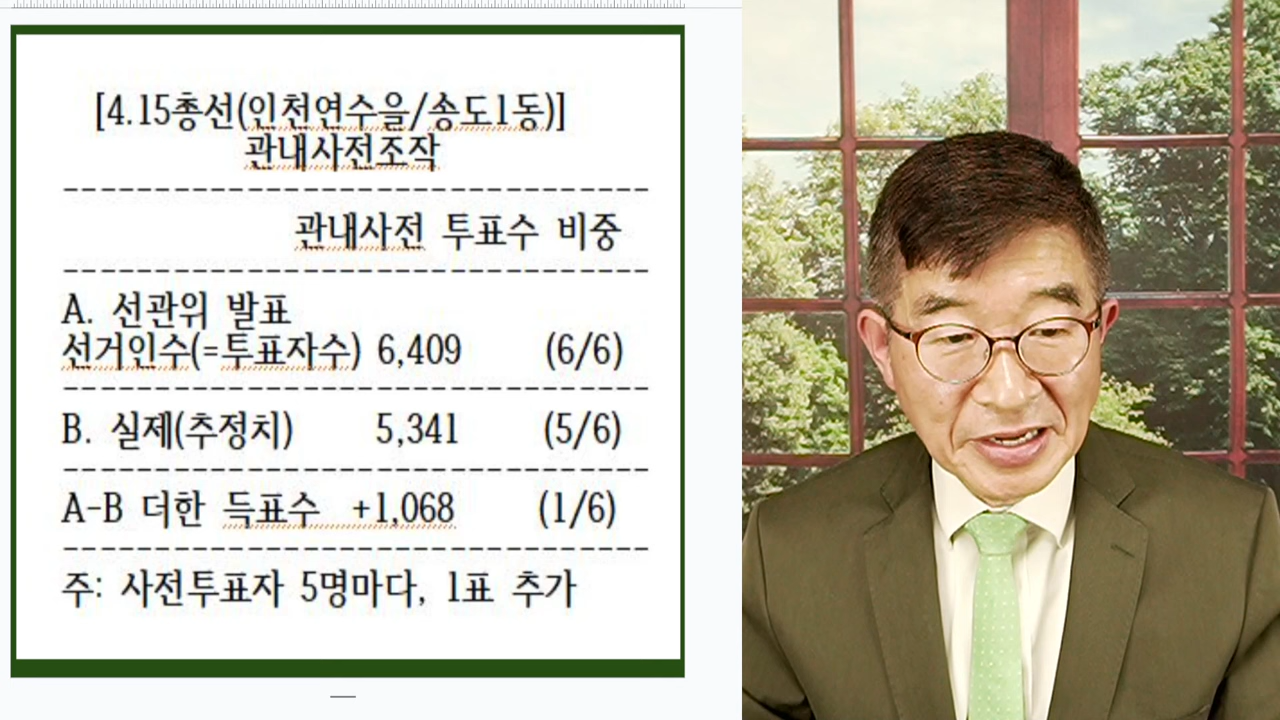 [4.15총선(인천연수을/송도1동)]
관내사전조작
관내사전 투표수 비중
A. 선관위 발표
선거인수(=투표자수) 6,409 (6/6)
B. 실제(추정치) 5,341 (5/6)
A-B 더한 득표수 +1,068 (1/6)
주: 사전투표자 5명마다, 1표 추가